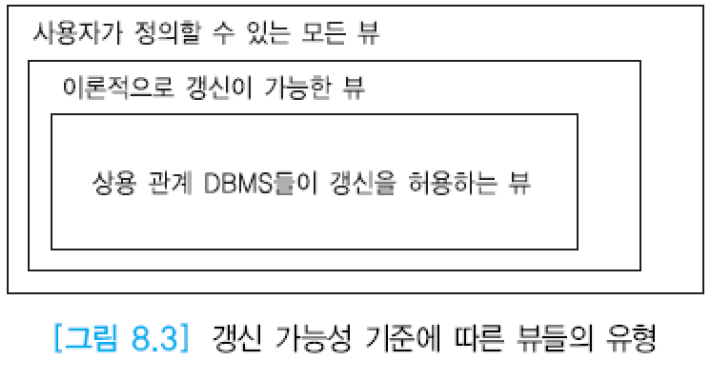 사용자가 정의할 수 있는 모든 뷰
이론적으로 갱신이 가능한 뷰
상용 관계 DBMS들이 갱신을 허용하는 뷰
[그림 8.3] 갱신 가능성 기준에 따른 뷰들의 유형